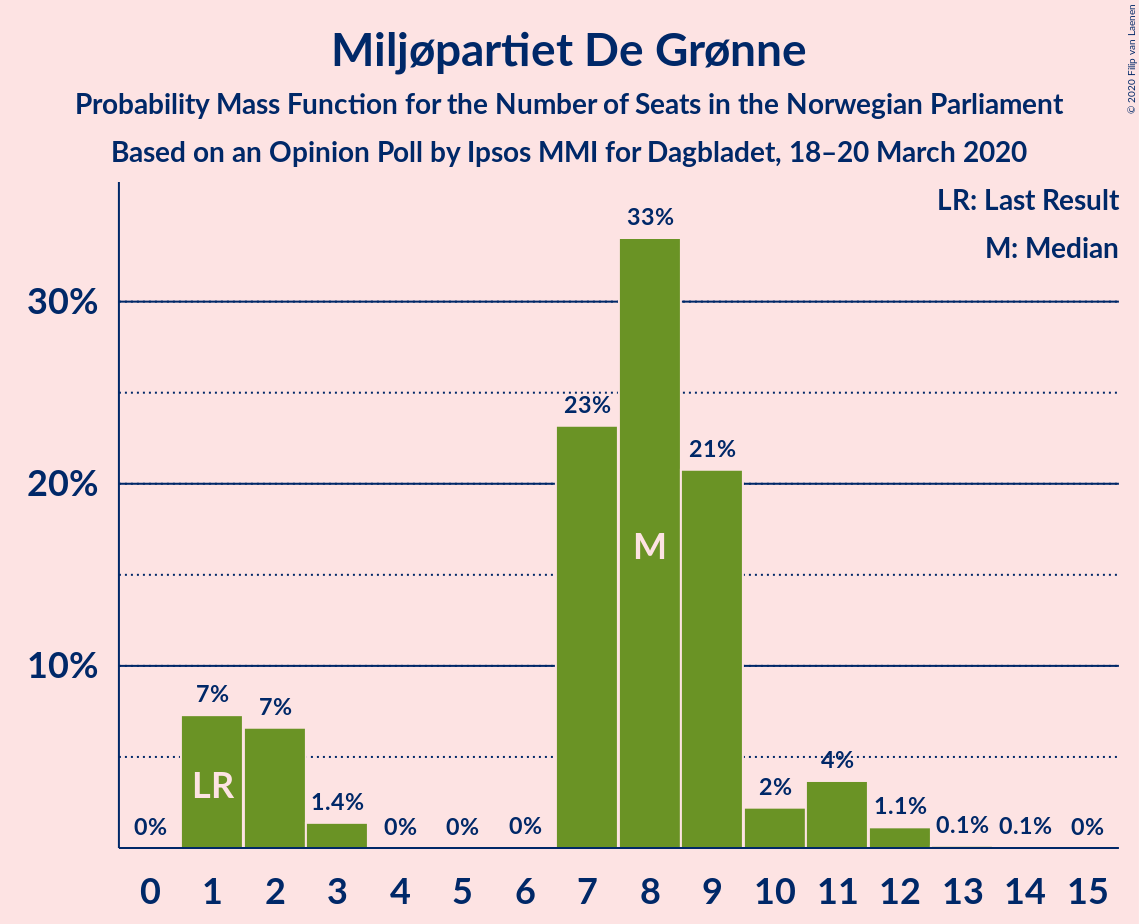 Miljøpartiet De Grønne
Probability Mass Function for the Number of Seats in the Norwegian Parliament
Based on an Opinion Poll by Ipsos MMI for Dagbladet, 18–20 March 2020
© 2020 Filip van Laenen
LR: Last Result
M: Median
30%
20%
10%
0%
7%
7%
1.4%
0%
0%
0%
23%
33%
21%
2%
4%
1.1%
0.1%
0.1%
0%
LR
M
0 1 2 3 4 5 6 7 8 9 10 11 12 13 14 15